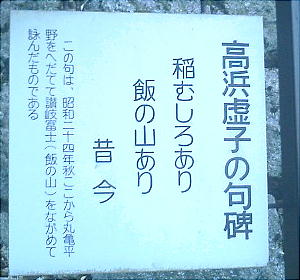 高浜虚子の句碑
稲むしろあり
飯の山あり
昔今
この句は、昭和二十四年秋ここから丸亀平
野をへだてて讃岐富士(飯の山)をながめて
詠んだものである